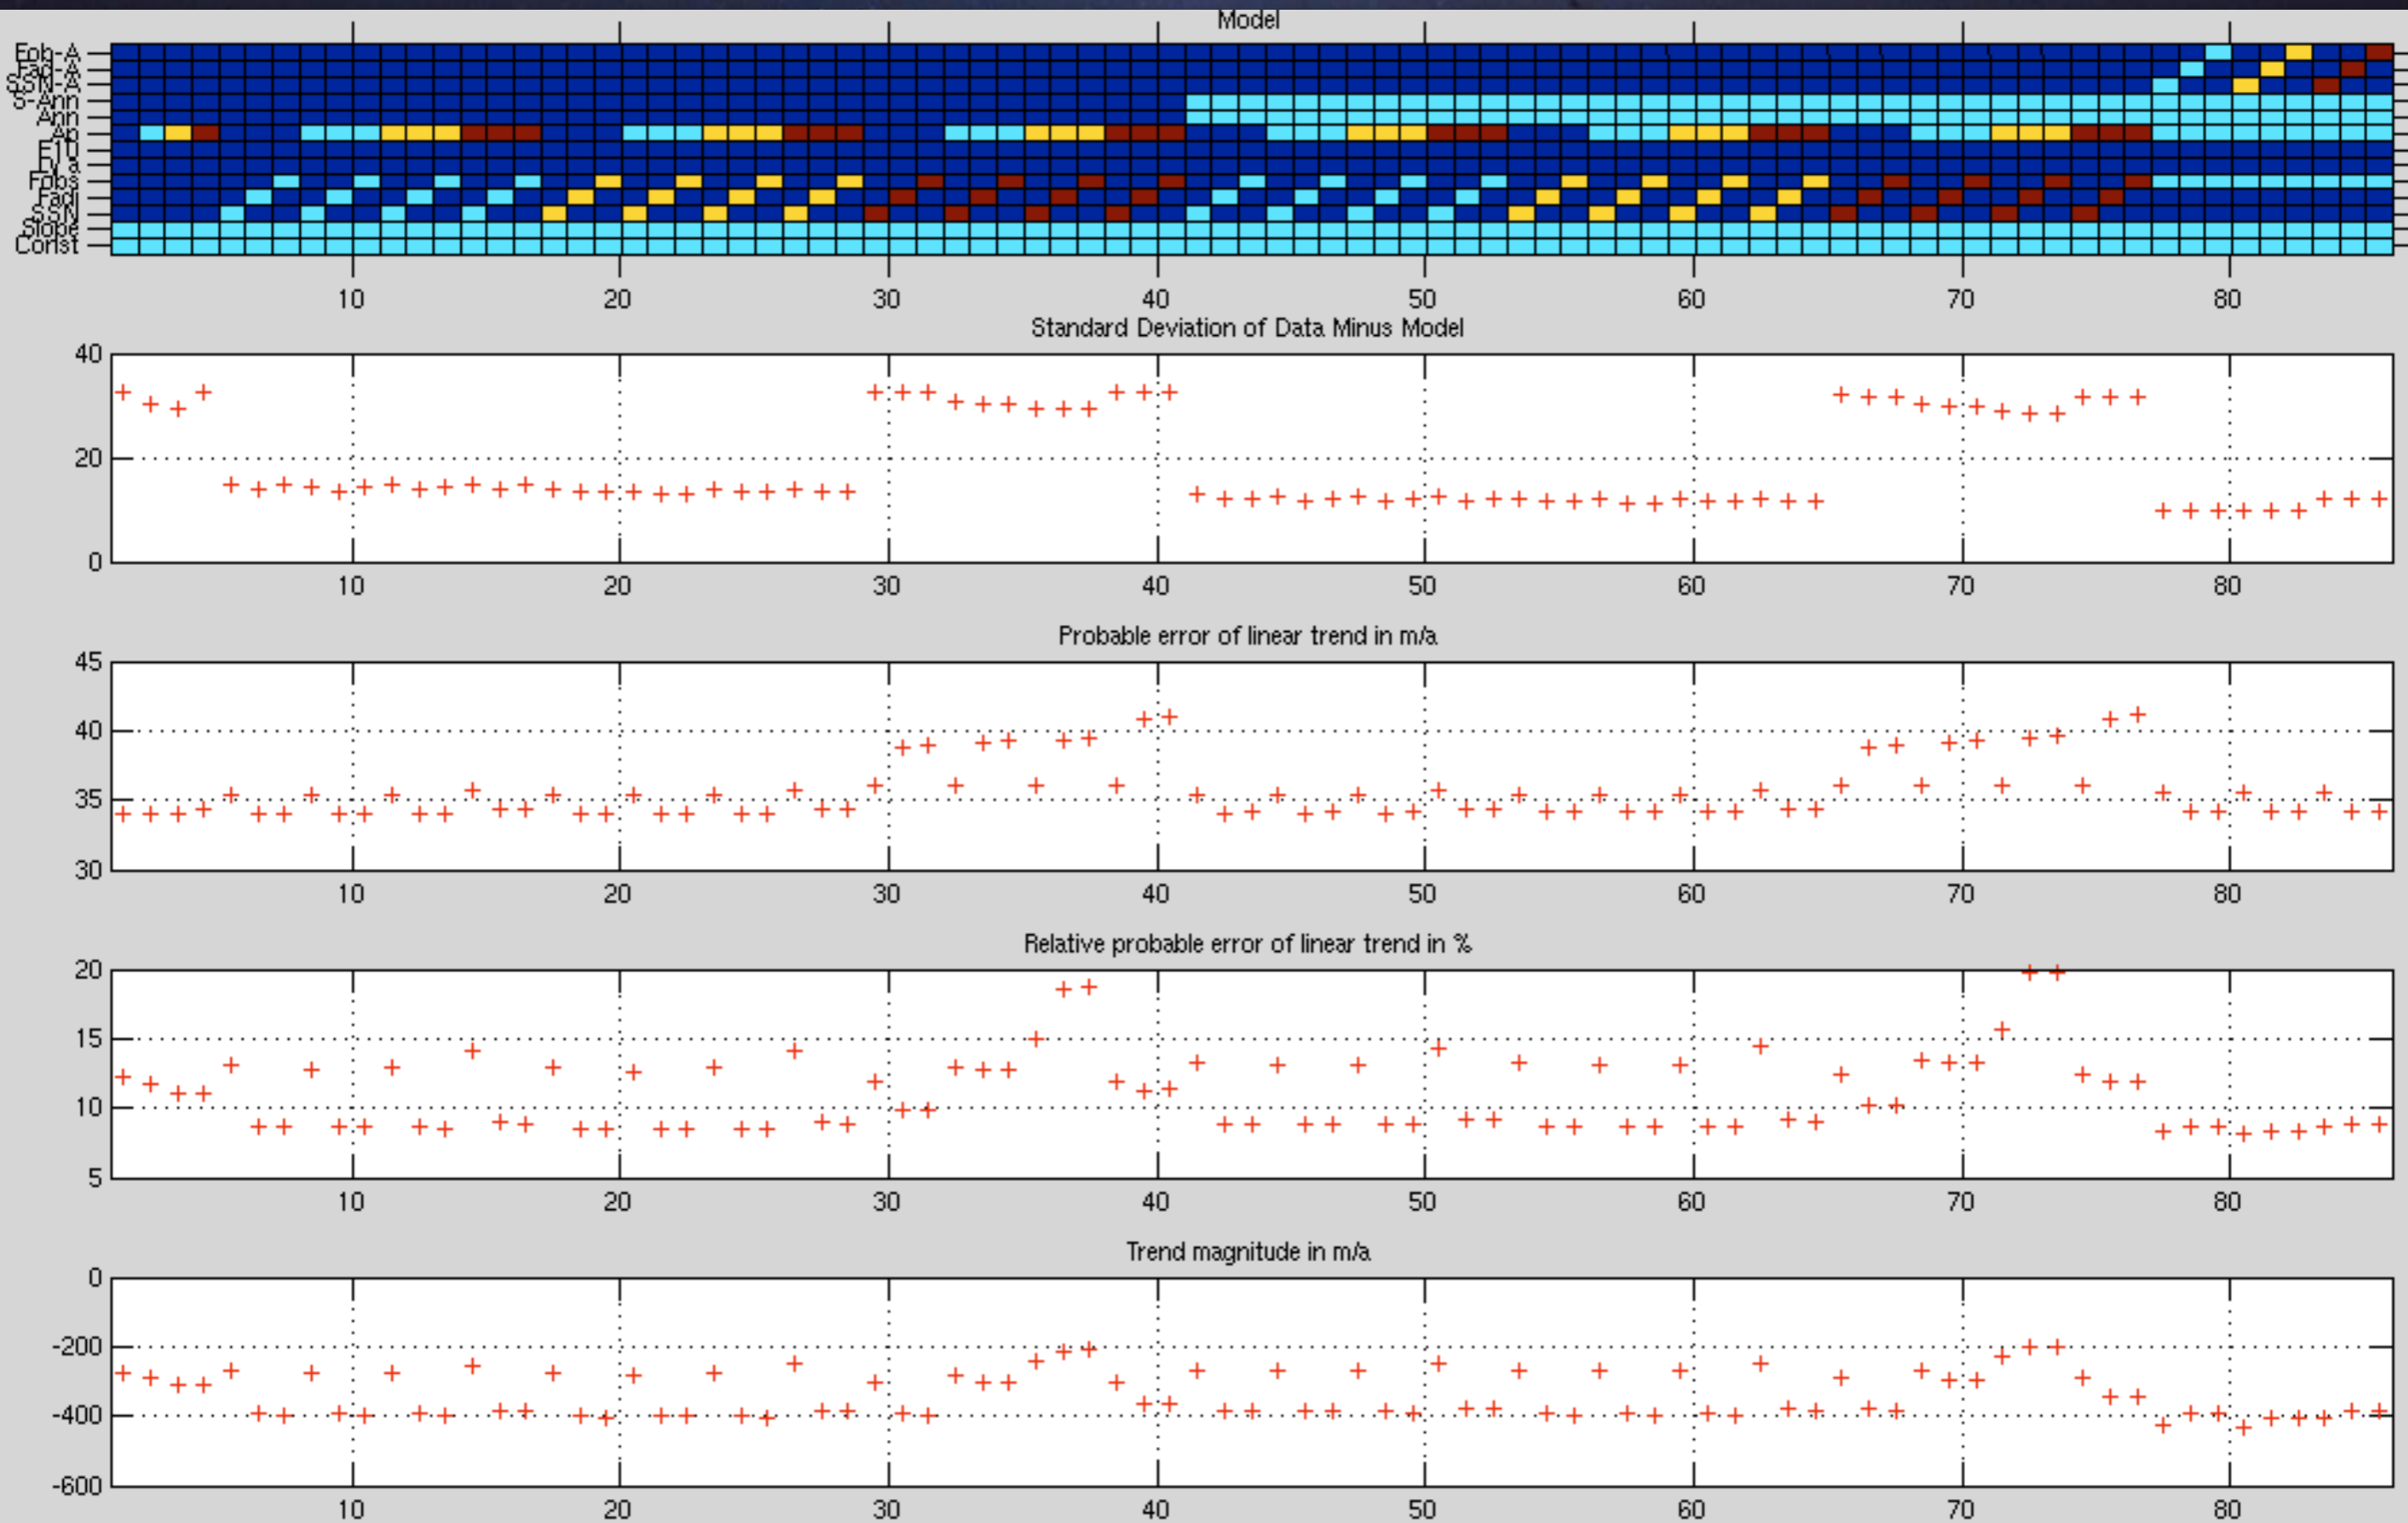 Model
Eob-A
Fad-A
SSN-A
S-Ann
Ann
Ap
E10
Ly a
Fobs
Fadj
SSN
Slope
Const
10 20 30 40 50 60 70 80
Standard Deviation of Data Minus Model
40
20
0
10 20 30 40 50 60 70 80
Probable error of linear trend in m/a
45
40
35
30
10 20 30 40 50 60 70 80
Relative probable error of linear trend in %
20
15
10
5
10 20 30 40 50 60 70 80
Trend magnitude in m/a
0
-200
-400
-600
10 20 30 40 50 60 70 80